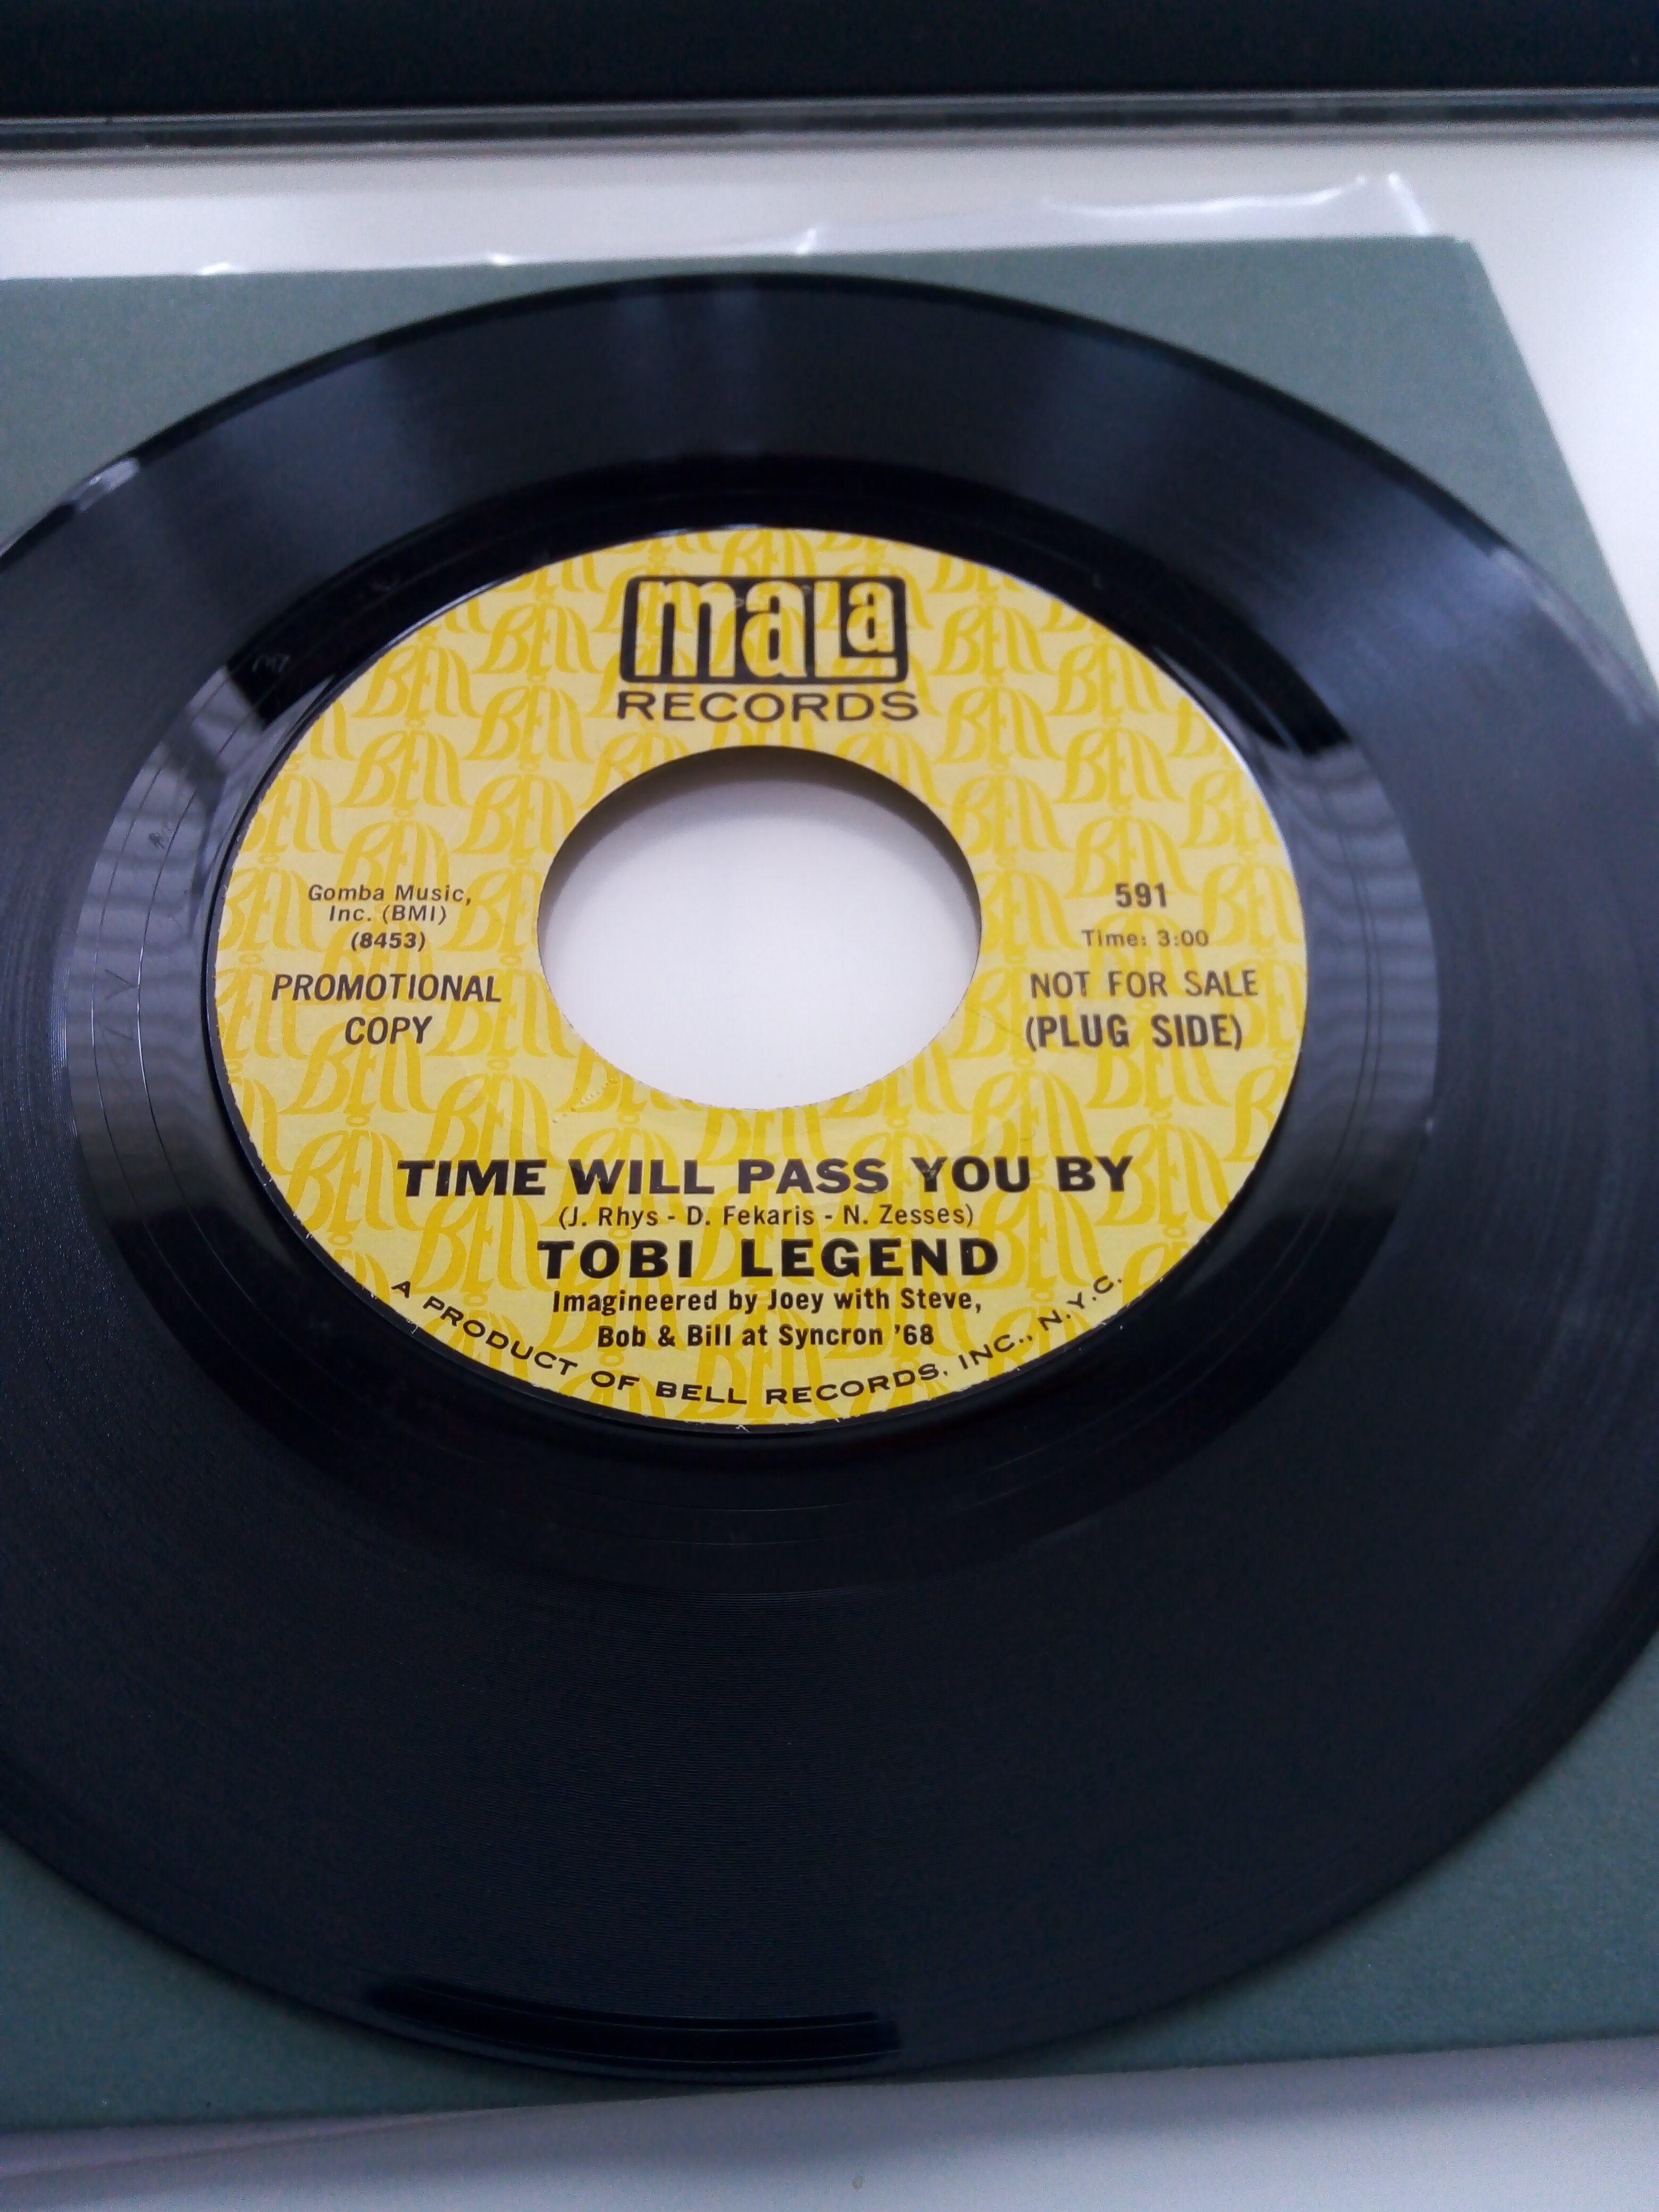 mala
RECORDS
Gomba Music,
Inc. (BMI)
(8453)
PROMOTIONAL
COPY
591
Time: 3:00
NOT FOR SALE
(PLUG SIDE)
TIME WILL PASS YOU BY
(J. Rhys - D. Fekaris - N. Zesses)
TOBI LEGEND
Imagineered by Joey with Steve,
Bob & Bill at Syncron '68
A PRODUCT OF BELL RECORDS, INC., N.Y.C.